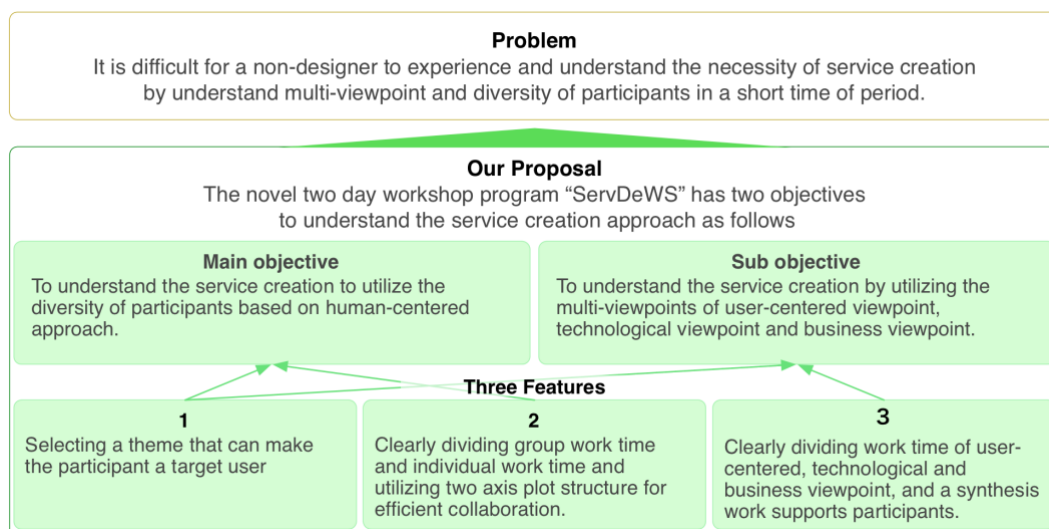 Problem
It is difficult for a non-designer to experience and understand the necessity of service creation
by understand multi-viewpoint and diversity of participants in a short time of period.
Our Proposal
The novel two day workshop program “ServDeWS” has two objectives
to understand the service creation approach as follows
Main objective
To understand the service creation to utilize the
diversity of participants based on human-centered
approach.
Sub objective
To understand the service creation by utilizing the
multi-viewpoints of user-centered viewpoint,
technological viewpoint and business viewpoint.
Three Features
1
Selecting a theme that can make
the participant a target user
2
Clearly dividing group work time
and individual work time and
utilizing two axis plot structure for
efficient collaboration.
3
Clearly dividing work time of user-
centered, technological and
business viewpoint, and a synthesis
work supports participants.